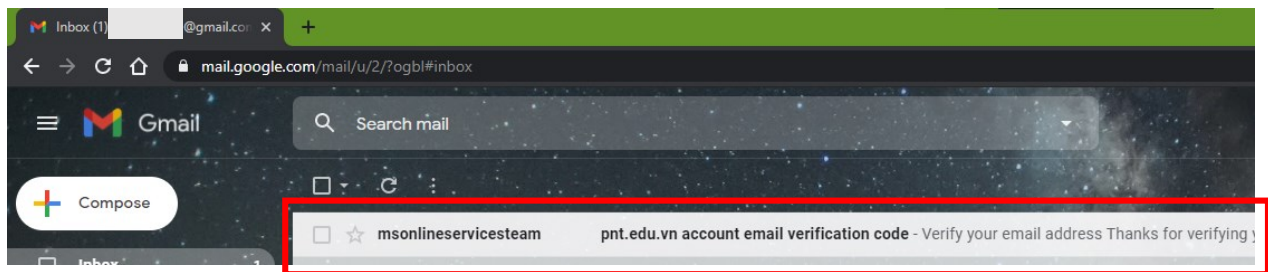 Inbox (1) @gmail.co
mail.google.com/mail/u/2/?ogbl#inbox
Gmail
Search mail
Compose
msonlineservicesteam pnt.edu.vn account email verification code - Verify your email address Thanks for verifying
Inbox 1